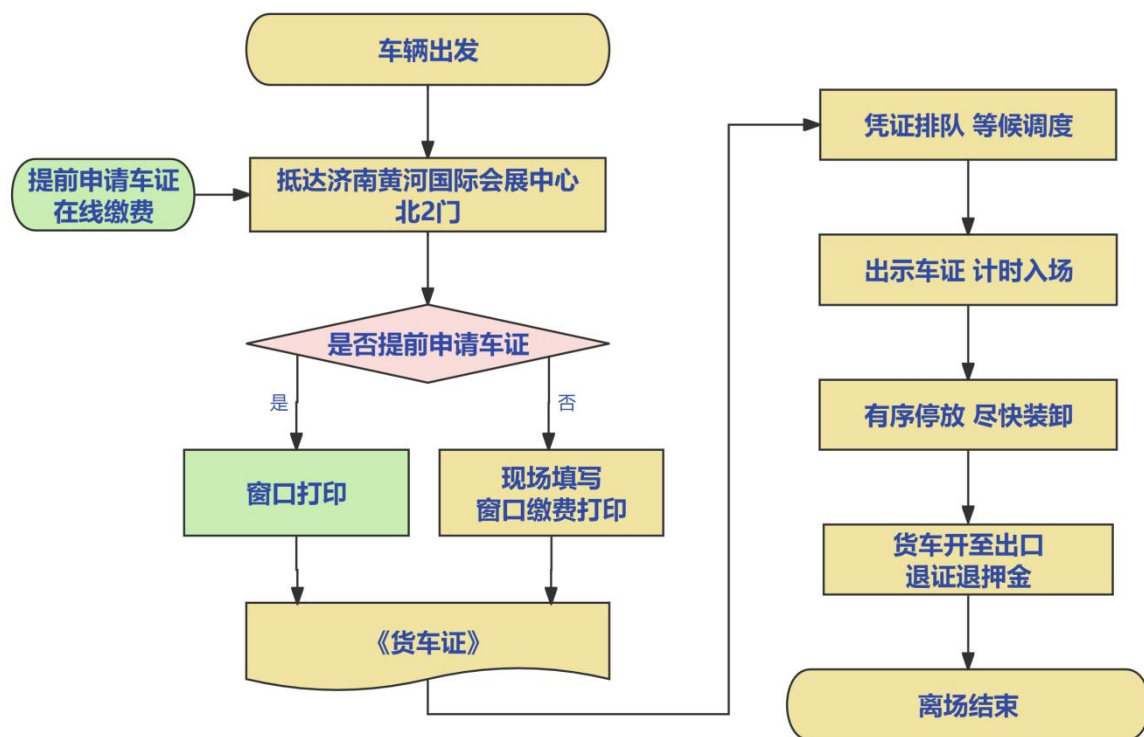 车辆出发
提前申请车证
在线缴费
抵达济南黄河国际会展中心
北2门
是否提前申请车证
是
否
窗口打印
现场填写
窗口缴费打印
《货车证》
凭证排队 等候调度
出示车证 计时入场
有序停放 尽快装卸
货车开至出口
退证退押金
离场结束